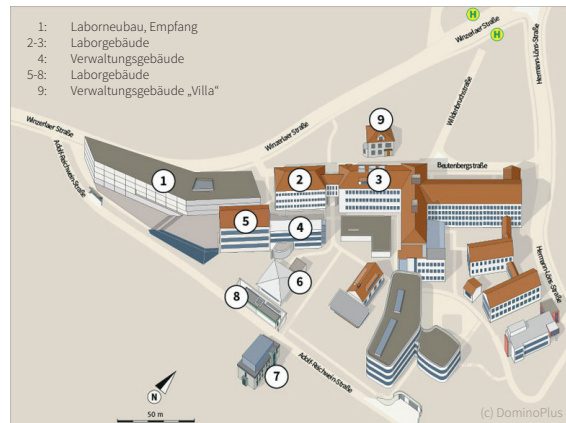 1: Laborneubau, Empfang
2-3: Laborgebäude
4: Verwaltungsgebäude
5-8: Laborgebäude
9: Verwaltungsgebäude „Villa“
H
H
Winzerlaer Straße
Hermann-Löns-Straße
Wildenbruchstraße
Winzerlaer Straße
Winzerlaer Straße
Adolf-Reichwein-Straße
9
Beutenbergstraße
1
2
3
5
4
6
8
7
Hermann-Löns-Straße
Adolf-Reichwein-Straße
N
50 m
(c) DominoPlus